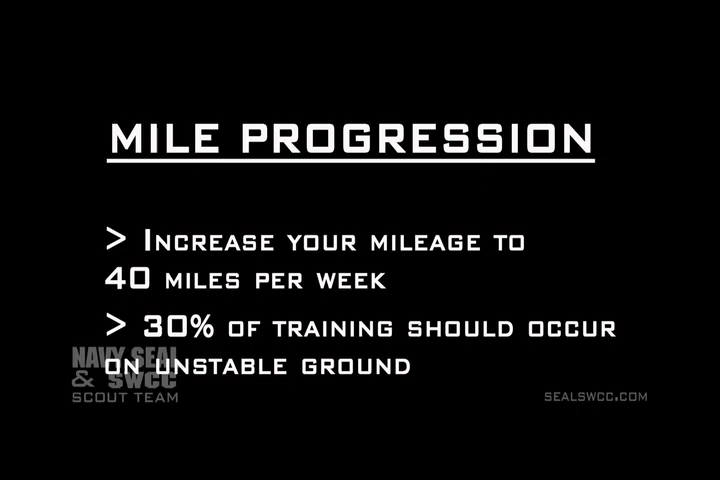 MILE PROGRESSION
> INCREASE YOUR MILEAGE TO
40 MILES PER WEEK
> 30% OF TRAINING SHOULD OCCUR
ON UNSTABLE GROUND
NAVY SEAL
& SWCC
SCOUT TEAM
SEALSWCC.COM